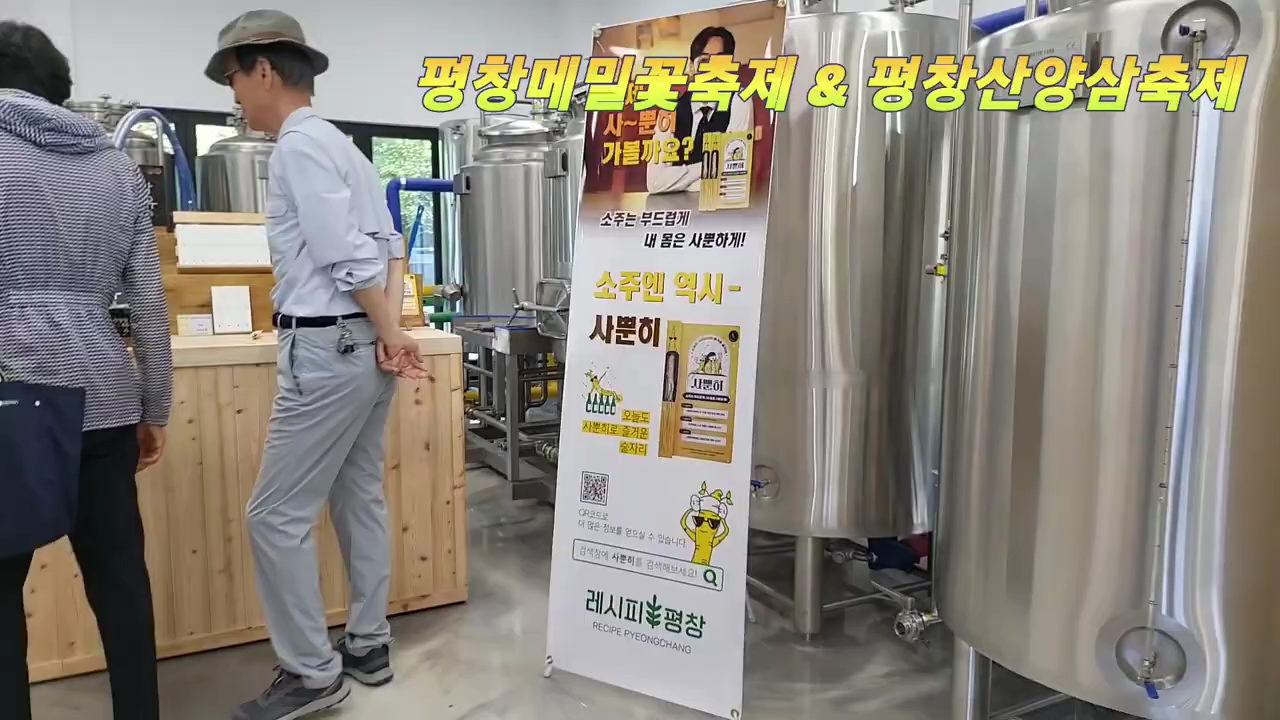 평창메밀꽃축제 & 평창산양삼축제
사~뿐히
가볼까요?
소주는 부드럽게
내 몸은 사뿐하게!
소주엔 역시-
사뿐히
사뿐히
오늘도
사뿐히로 즐거운
술자리
QR코드로
더 많은 정보를 얻으실 수 있습니다.
검색창에 사뿐히를 검색해보세요!
레시피 평창
RECIPE PYEONGCHANG